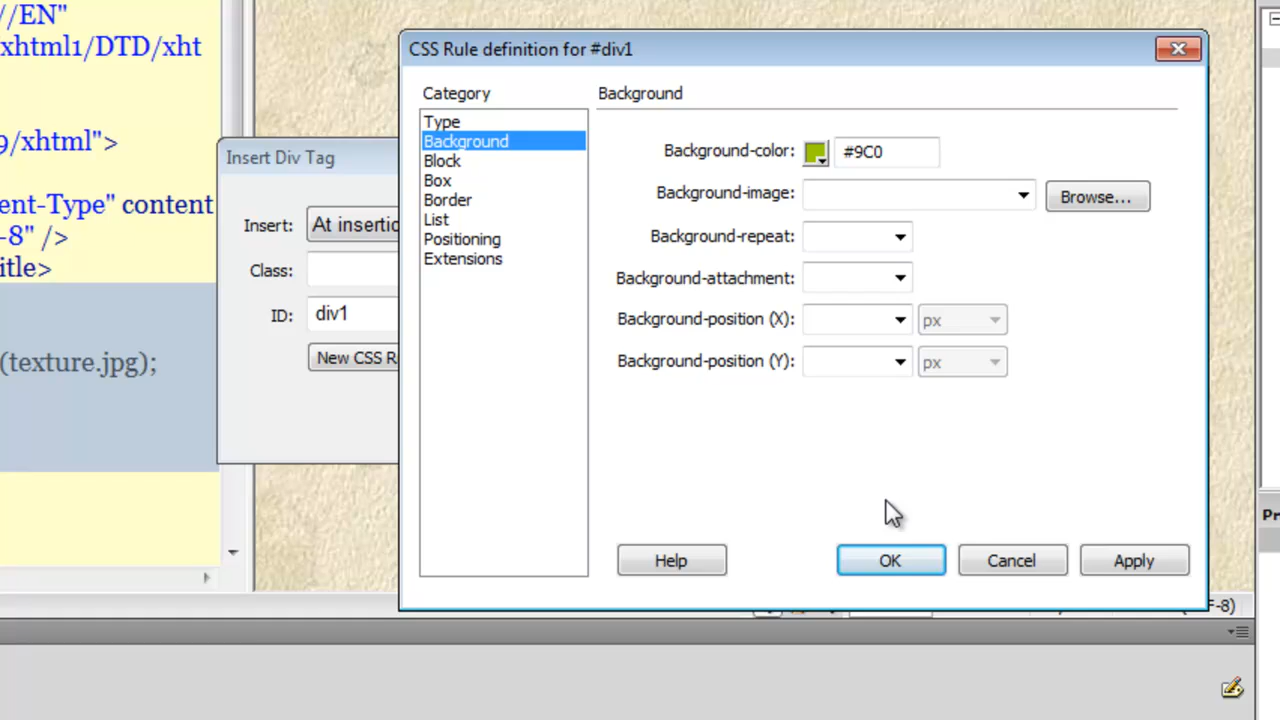 //EN"
xhtml1/DTD/xht
9/xhtml">
ent-Type" content
-8" />
itle>
(texture.jpg);
Insert Div Tag
Insert:
At insertio
Class:
ID:
div1
New CSS R
CSS Rule definition for #div1
Category
Type
Background
Block
Box
Border
List
Positioning
Extensions
Background
Background-color:
#9C0
Background-image:
Browse...
Background-repeat:
Background-attachment:
Background-position (X):
px
Background-position (Y):
px
Help
OK
Cancel
Apply
F-8)
Pr